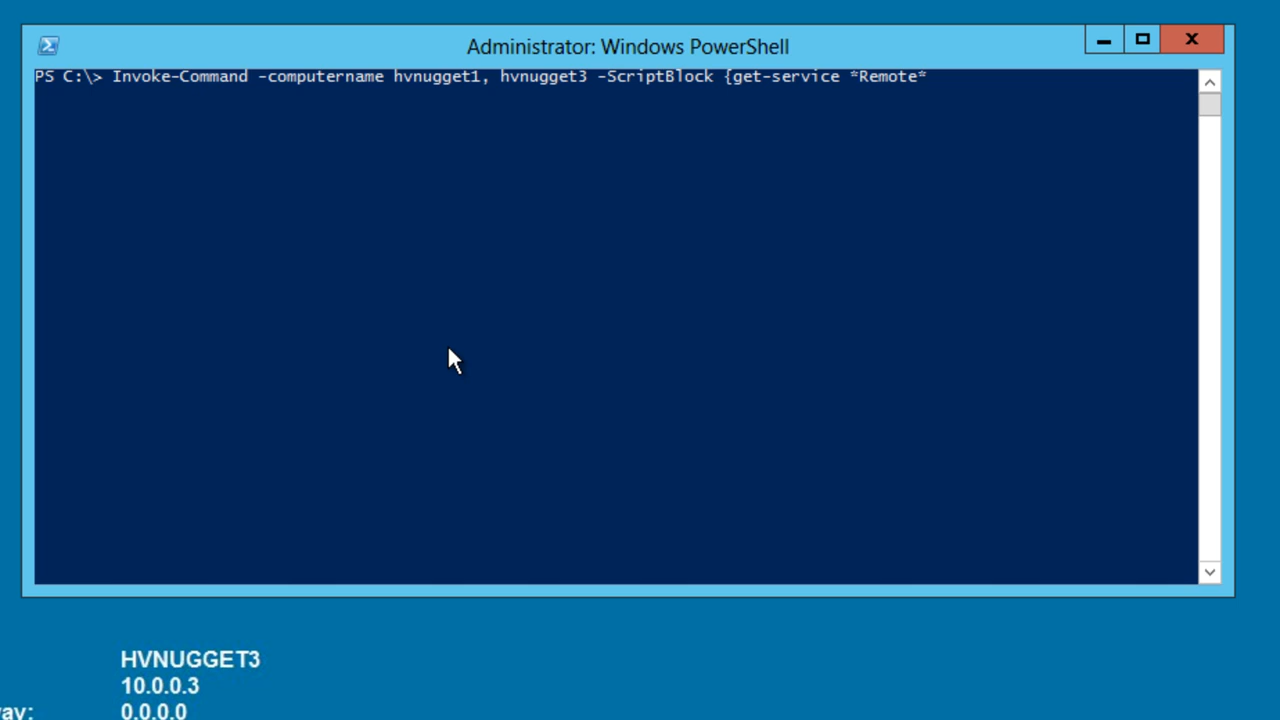 Administrator: Windows PowerShell
PS C:\> Invoke-Command -computername hvnugget1, hvnugget3 -ScriptBlock {get-service *Remote*
HVNUGGET3
10.0.0.3
0.0.0.0